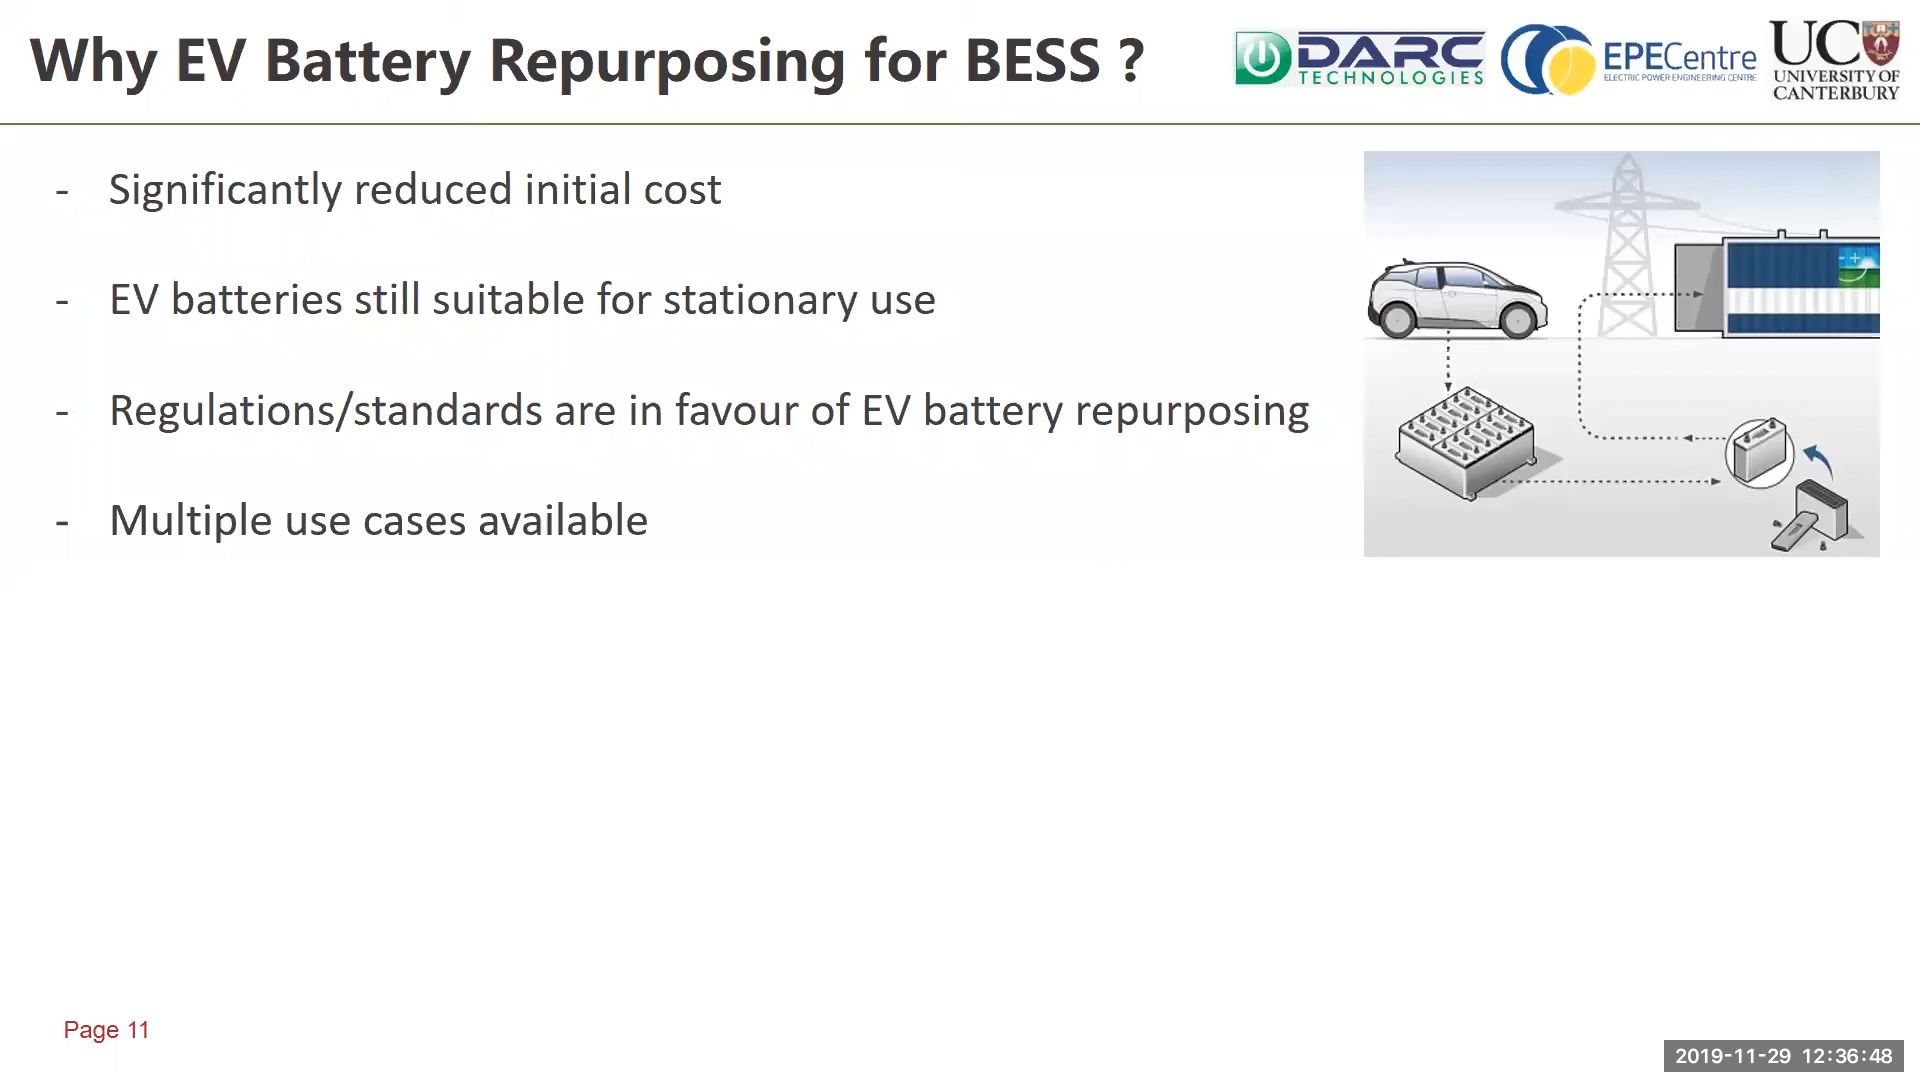 Why EV Battery Repurposing for BESS ?
DARC
TECHNOLOGIES
EPECentre
ELECTRIC POWER ENGINEERING CENTRE
UC
UNIVERSITY OF
CANTERBURY
- Significantly reduced initial cost
- EV batteries still suitable for stationary use
- Regulations/standards are in favour of EV battery repurposing
- Multiple use cases available
Page 11
2019-11-29 12:36:48